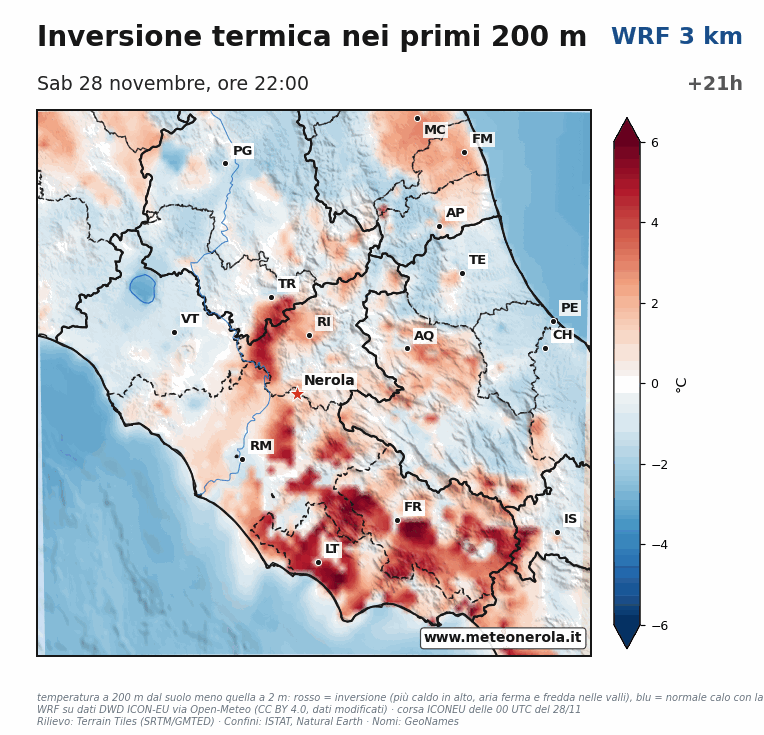 Inversione termica nei primi 200 m WRF 3 km
Sab 28 novembre, ore 22:00 +21h
MC
FM
PG
AP
TE
TR
PE
VT
RI
AQ
CH
Nerola
RM
FR
IS
LT
www.meteonerola.it
6
4
2
0
−2
−4
−6
°C
temperatura a 200 m dal suolo meno quella a 2 m: rosso = inversione (più caldo in alto, aria ferma e fredda nelle valli), blu = normale calo con la
WRF su dati DWD ICON-EU via Open-Meteo (CC BY 4.0, dati modificati) · corsa ICONEU delle 00 UTC del 28/11
Rilievo: Terrain Tiles (SRTM/GMTED) · Confini: ISTAT, Natural Earth · Nomi: GeoNames